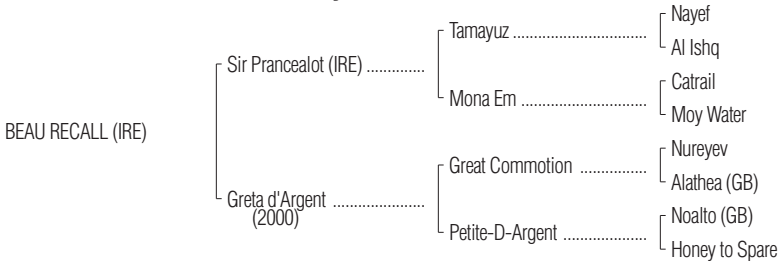 Nayef
Tamayuz ..................................
Al Ishq
Sir Prancealot (IRE) ..............
Catrail
Mona Em ..................................
Moy Water
BEAU RECALL (IRE)
Nureyev
Great Commotion .................
Alathea (GB)
Greta d'Argent ......................
(2000)
Noalto (GB)
Petite-D-Argent .....................
Honey to Spare